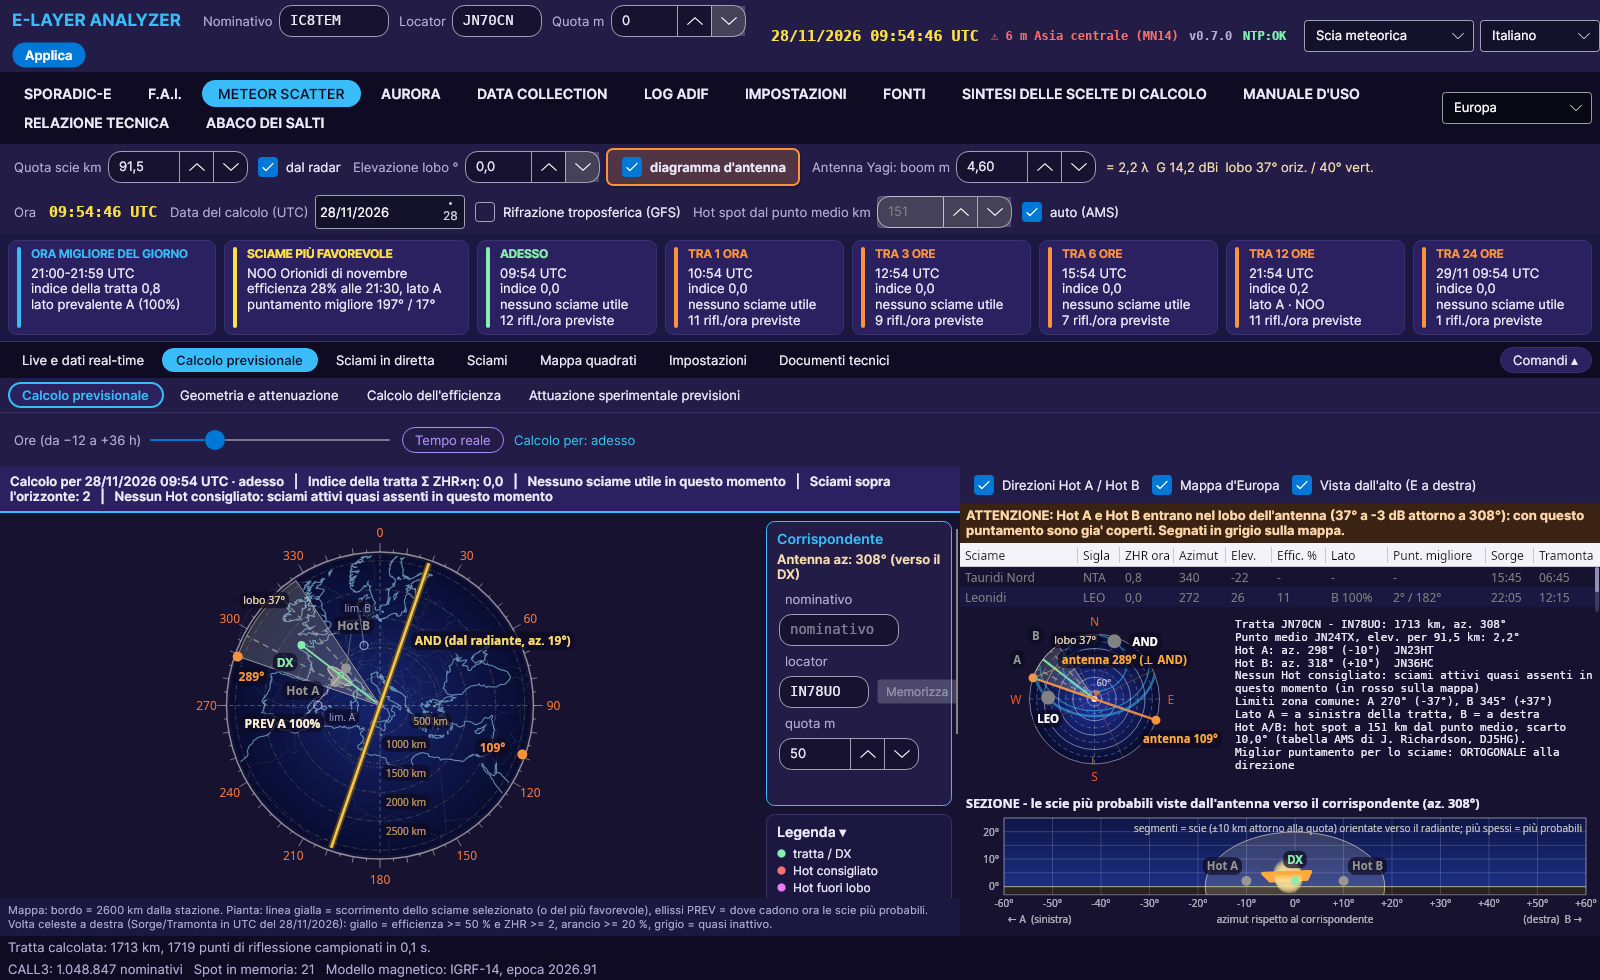 E-LAYER ANALYZER
Nominativo IC8TEM Locator JN70CN Quota m 0
Applica
28/11/2026 09:54:46 UTC ⚠ 6 m Asia centrale (MN14) v0.7.0 NTP:OK Scia meteorica Italiano
SPORADIC-E F.A.I. METEOR SCATTER AURORA DATA COLLECTION LOG ADIF IMPOSTAZIONI FONTI SINTESI DELLE SCELTE DI CALCOLO MANUALE D'USO
RELAZIONE TECNICA ABACO DEI SALTI
Europa
Quota scie km 91,5 dal radar Elevazione lobo ° 0,0 diagramma d'antenna Antenna Yagi: boom m 4,60 = 2,2 λ G 14,2 dBi lobo 37° oriz. / 40° vert.
Ora 09:54:46 UTC Data del calcolo (UTC) 28/11/2026 28 Rifrazione troposferica (GFS) Hot spot dal punto medio km 151 auto (AMS)
ORA MIGLIORE DEL GIORNO
21:00-21:59 UTC
indice della tratta 0,8
lato prevalente A (100%)
SCIAME PIÙ FAVOREVOLE
NOO Orionidi di novembre
efficienza 28% alle 21:30, lato A
puntamento migliore 197° / 17°
ADESSO
09:54 UTC
indice 0,0
nessuno sciame utile
12 rifl./ora previste
TRA 1 ORA
10:54 UTC
indice 0,0
nessuno sciame utile
11 rifl./ora previste
TRA 3 ORE
12:54 UTC
indice 0,0
nessuno sciame utile
9 rifl./ora previste
TRA 6 ORE
15:54 UTC
indice 0,0
nessuno sciame utile
7 rifl./ora previste
TRA 12 ORE
21:54 UTC
indice 0,2
lato A · NOO
11 rifl./ora previste
TRA 24 ORE
29/11 09:54 UTC
indice 0,0
nessuno sciame utile
1 rifl./ora previste
Live e dati real-time Calcolo previsionale Sciami in diretta Sciami Mappa quadrati Impostazioni Documenti tecnici Comandi ▴
Calcolo previsionale Geometria e attenuazione Calcolo dell'efficienza Attuazione sperimentale previsioni
Ore (da −12 a +36 h) Tempo reale Calcolo per: adesso
Calcolo per 28/11/2026 09:54 UTC · adesso | Indice della tratta Σ ZHR×η: 0,0 | Nessuno sciame utile in questo momento | Sciami sopra
l'orizzonte: 2 | Nessun Hot consigliato: sciami attivi quasi assenti in questo momento
0
330 30
lobo 37°
lim. B
300 Hot B 60
AND (dal radiante, az. 19°)
DX
289°
Hot A
270 lim. A 90
PREV A 100%
500 km
1000 km 109°
1500 km
240 120
2000 km
2500 km
210 150
180
Corrispondente
Antenna az: 308° (verso il
DX)
nominativo
nominativo
locator
IN78UO Memorizza
quota m
50
Legenda ▾
tratta / DX
Hot consigliato
Hot fuori lobo
Direzioni Hot A / Hot B Mappa d'Europa Vista dall'alto (E a destra)
ATTENZIONE: Hot A e Hot B entrano nel lobo dell'antenna (37° a -3 dB attorno a 308°): con questo
puntamento sono gia' coperti. Segnati in grigio sulla mappa.
Sciame Sigla ZHR ora Azimut Elev. Effic. % Lato Punt. migliore Sorge Tramonta
Tauridi Nord NTA 0,8 340 -22 - - - 15:45 06:45
Leonidi LEO 0,0 272 26 11 B 100% 2° / 182° 22:05 12:15
N
B lobo 37° AND
A antenna 289° (⊥ AND)
60°
W E
LEO
antenna 109°
S
Tratta JN70CN - IN78UO: 1713 km, az. 308°
Punto medio JN24TX, elev. per 91,5 km: 2,2°
Hot A: az. 298° (-10°) JN23HT
Hot B: az. 318° (+10°) JN36HC
Nessun Hot consigliato: sciami attivi quasi assenti in
questo momento (in rosso sulla mappa)
Limiti zona comune: A 270° (-37°), B 345° (+37°)
Lato A = a sinistra della tratta, B = a destra
Hot A/B: hot spot a 151 km dal punto medio, scarto
10,0° (tabella AMS di J. Richardson, DJ5HG).
Miglior puntamento per lo sciame: ORTOGONALE alla
direzione
SEZIONE - le scie più probabili viste dall'antenna verso il corrispondente (az. 308°)
20° segmenti = scie (±10 km attorno alla quota) orientate verso il radiante; più spessi = più probabili
10° Hot A DX Hot B
0°
-60° -50° -40° -30° -20° -10° 0° +10° +20° +30° +40° +50° +60°
← A (sinistra) azimut rispetto al corrispondente (destra) B →
Mappa: bordo = 2600 km dalla stazione. Pianta: linea gialla = scorrimento dello sciame selezionato (o del più favorevole), ellissi PREV = dove cadono ora le scie più probabili.
Volta celeste a destra (Sorge/Tramonta in UTC del 28/11/2026): giallo = efficienza >= 50 % e ZHR >= 2, arancio >= 20 %, grigio = quasi inattivo.
Tratta calcolata: 1713 km, 1719 punti di riflessione campionati in 0,1 s.
CALL3: 1.048.847 nominativi Spot in memoria: 21 Modello magnetico: IGRF-14, epoca 2026.91